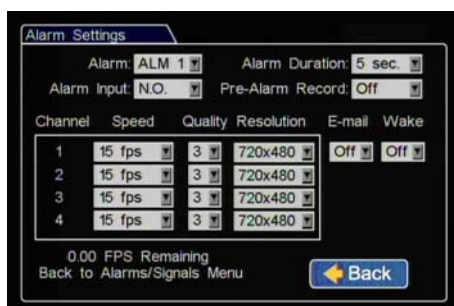 Alarm Settings
Alarm: ALM 1 Alarm Duration: 5 sec.
Alarm Input: N.O. Pre-Alarm Record: Off
Channel Speed Quality Resolution E-mail Wake
1 15 fps 3 720x480 Off Off
2 15 fps 3 720x480
3 15 fps 3 720x480
4 15 fps 3 720x480
0.00 FPS Remaining
Back to Alarms/Signals Menu
Back